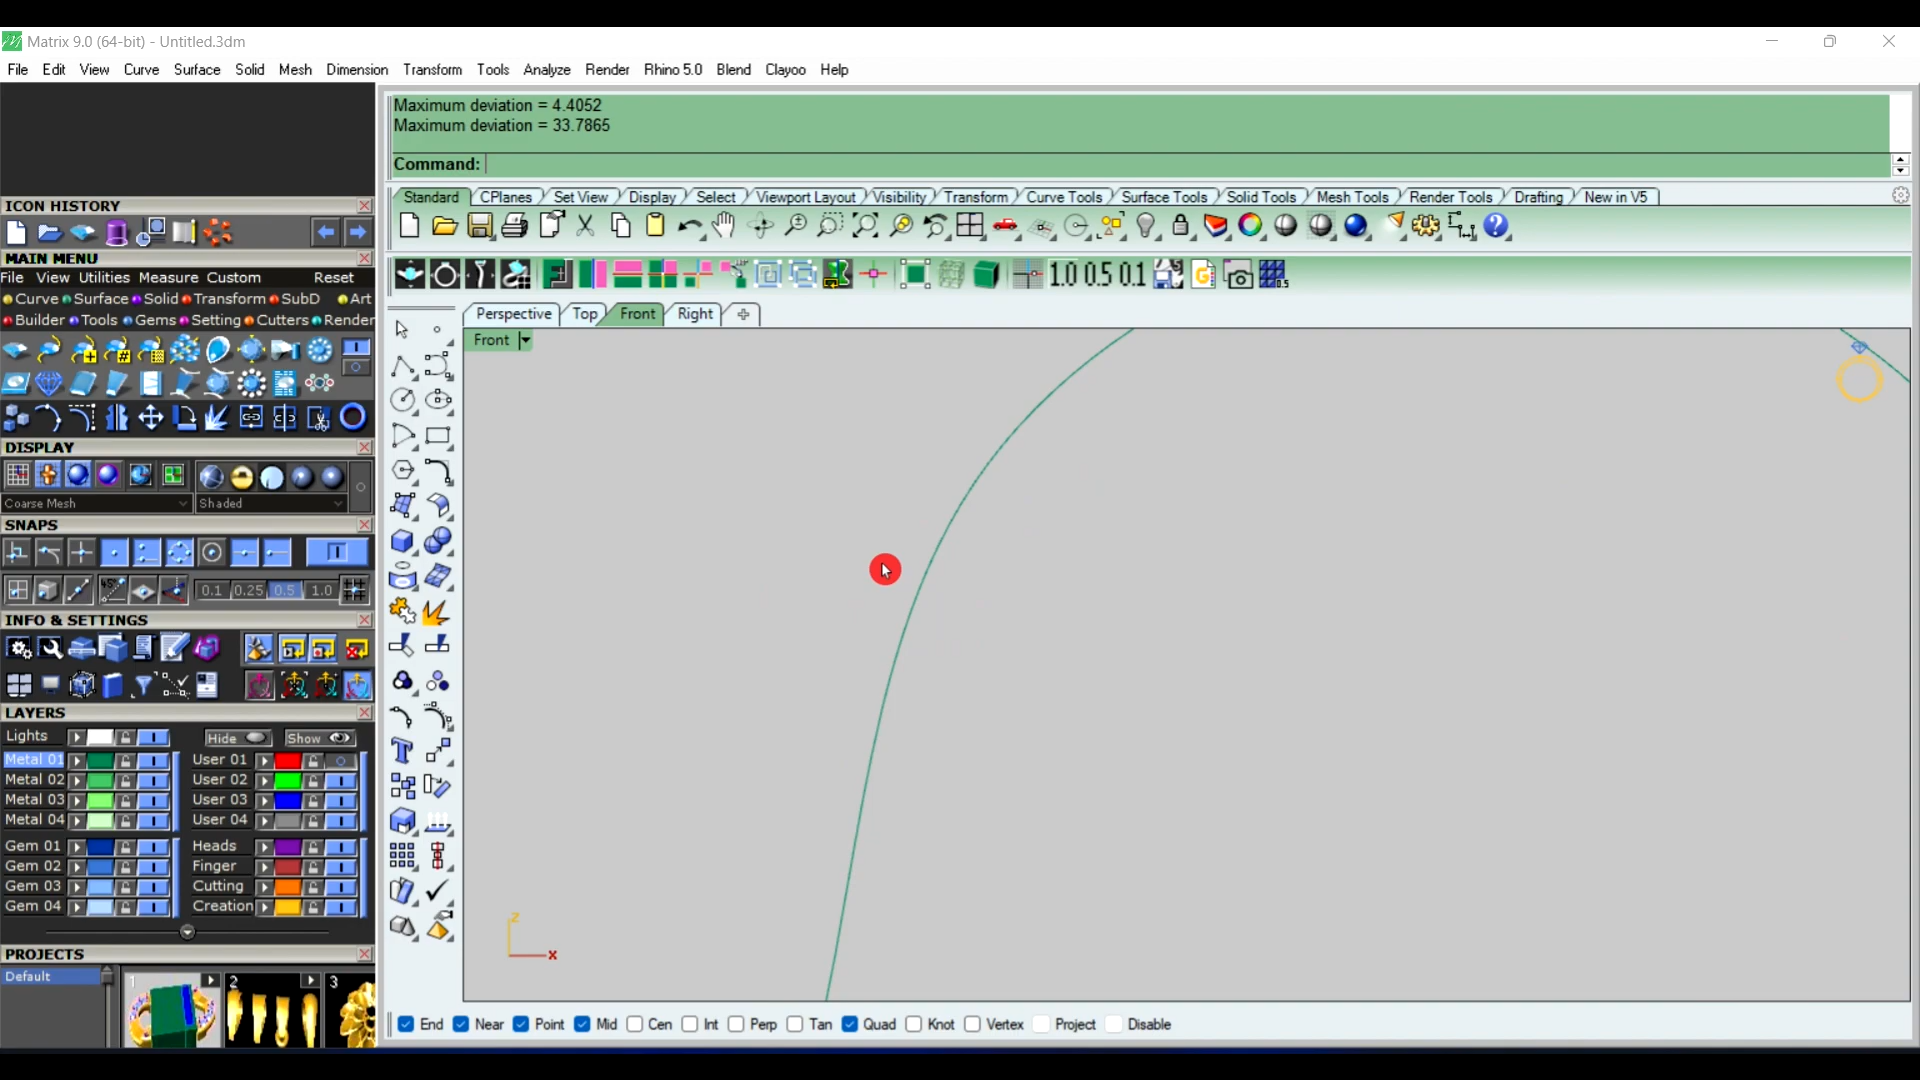 Matrix 9.0 (64-bit) - Untitled.3dm
File Edit View Curve Surface Solid Mesh Dimension Transform Tools Analyze Render Rhino 5.0 Blend Clayoo Help
Maximum deviation = 4.4052
Maximum deviation = 33.7865
Command:
Standard CPlanes Set View Display Select Viewport Layout Visibility Transform Curve Tools Surface Tools Solid Tools Mesh Tools Render Tools Drafting New in V5
ICON HISTORY
MAIN MENU
File View Utilities Measure Custom Reset
Curve Surface Solid Transform SubD Art
Builder Tools Gems Setting Cutters Render
1.0 0.5 0.1
0.5
Perspective Top Front Right
Front
DISPLAY
Coarse Mesh Shaded
SNAPS
45°
0.1 0.25 0.5 1.0
INFO & SETTINGS
LAYERS
Lights Hide Show
Metal 01 User 01
Metal 02 User 02
Metal 03 User 03
Metal 04 User 04
Gem 01 Heads
Gem 02 Finger
Gem 03 Cutting
Gem 04 Creation
z
x
PROJECTS
Default 1 2 3
End Near Point Mid Cen Int Perp Tan Quad Knot Vertex Project Disable